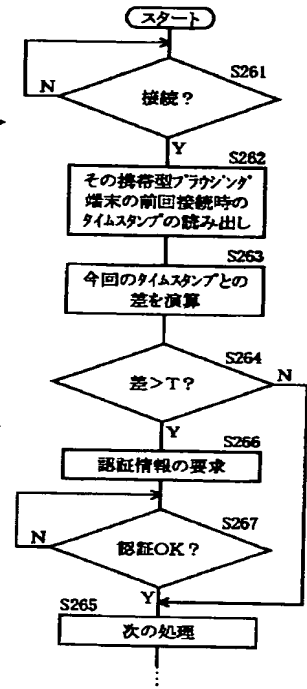 スタート
S261
N
接続？
Y
S262
その携帯型ブラウジング
端末の前回接続時の
タイムスタンプの読み出し
S263
今回のタイムスタンプとの
差を演算
S264
差>T？
N
Y
S266
認証情報の要求
S267
N
認証OK？
Y
S265
次の処理